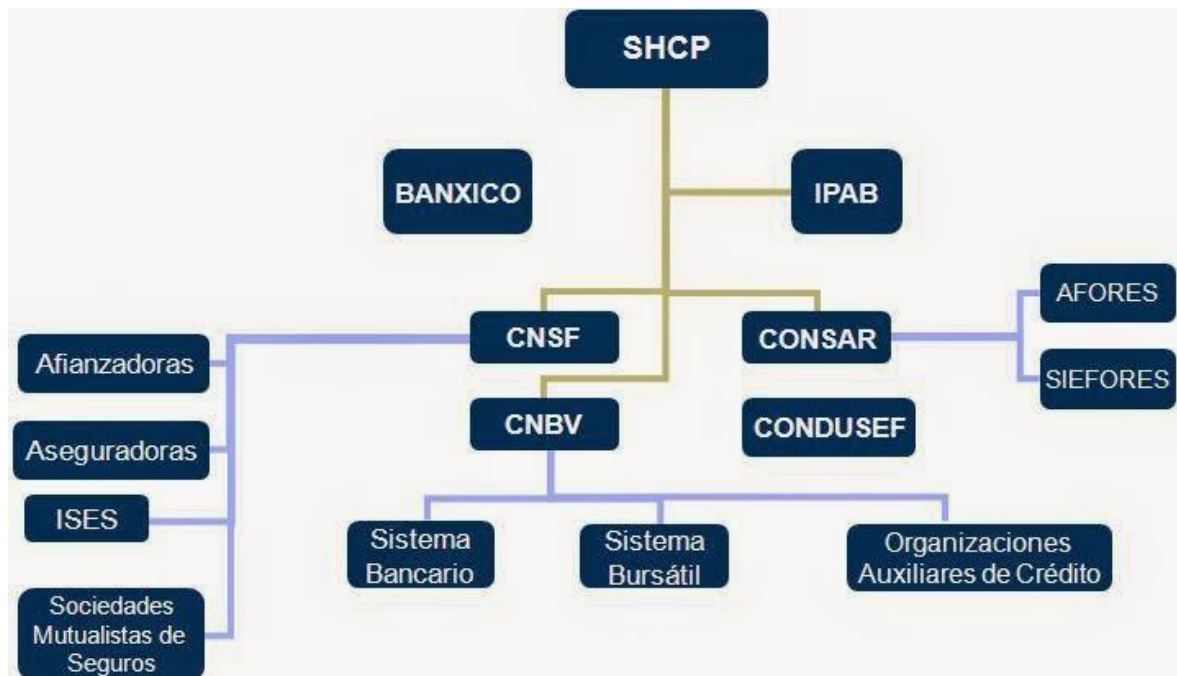 SHCP
BANXICO
IPAB
AFORES
CNSF
CONSAR
Afianzadoras
SIEFORES
CNBV
CONDUSEF
Aseguradoras
ISES
Sistema
Bancario
Sistema
Bursátil
Organizaciones
Auxiliares de Crédito
Sociedades
Mutualistas de
Seguros